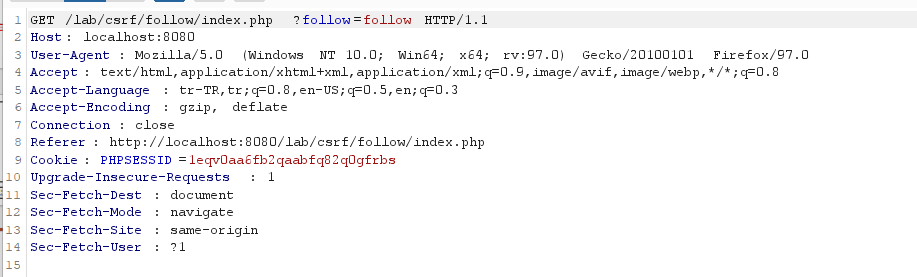 1 GET /lab/csrf/follow/index.php ?follow=follow HTTP/1.1
2 Host: localhost:8080
3 User-Agent: Mozilla/5.0 (Windows NT 10.0; Win64; x64; rv:97.0) Gecko/20100101 Firefox/97.0
4 Accept: text/html,application/xhtml+xml,application/xml;q=0.9,image/avif,image/webp,*/*;q=0.8
5 Accept-Language : tr-TR,tr;q=0.8,en-US;q=0.5,en;q=0.3
6 Accept-Encoding : gzip, deflate
7 Connection : close
8 Referer : http://localhost:8080/lab/csrf/follow/index.php
9 Cookie : PHPSESSID =1eqv0aa6fb2qaabfq82q0gfrbs
10 Upgrade-Insecure-Requests : 1
11 Sec-Fetch-Dest : document
12 Sec-Fetch-Mode : navigate
13 Sec-Fetch-Site : same-origin
14 Sec-Fetch-User : ?1
15